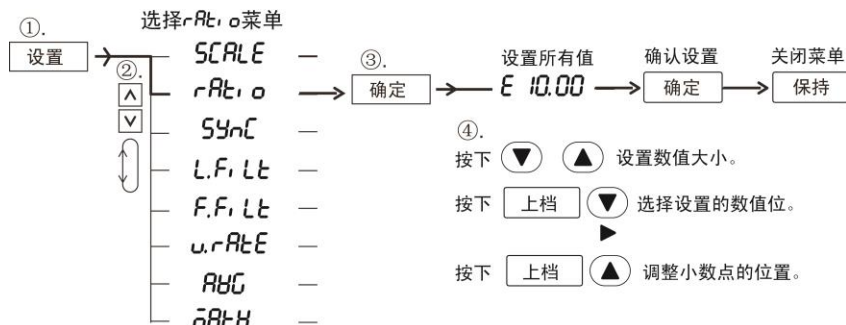 选择rAtio菜单
①.
设置
②.
SCALE
rAtio
SYnC
L.FiLt
F.FiLt
u.rAtE
AVG
mAtH
③.
确定
设置所有值
E 10.00
确认设置
确定
关闭菜单
保持
④.
按下 ▼ ▲ 设置数值大小。
按下 上档 ▼ 选择设置的数值位。
▶
按下 上档 ▲ 调整小数点的位置。